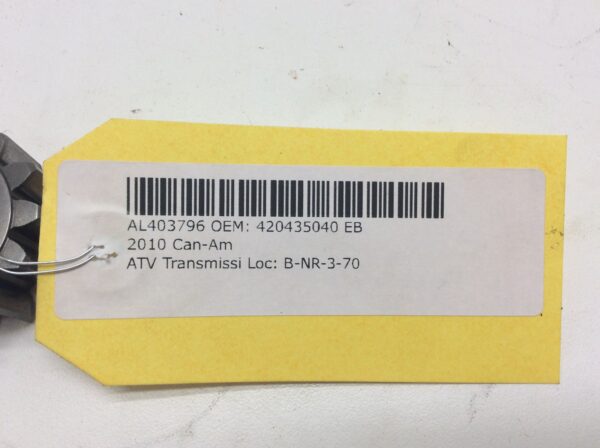 AL403796 OEM: 420435040 EB
2010 Can-Am
ATV Transmissi Loc: B-NR-3-70